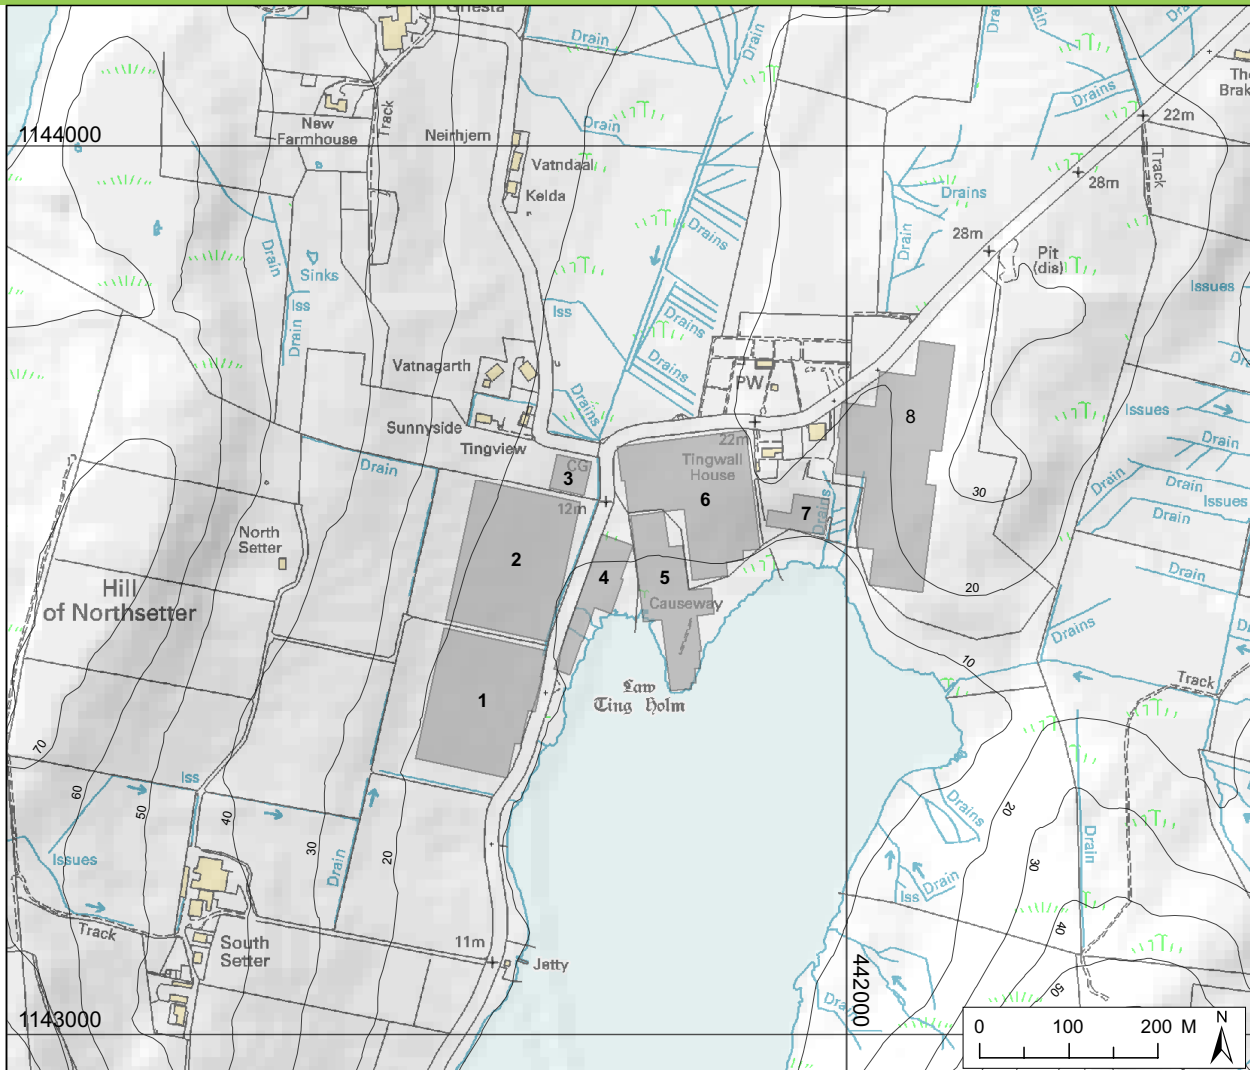 Griesta
Drain
Drain
Drain
Drain
Drain
The
Brak
1144000
New
Farmhouse
Track
Neirhjern
Drain
Drains
22m
Vatndaal
Kelda
Track
28m
Drains
Drains
Drain
28m
Pit
(dis)
Drain
Sinks
Iss
Drain
Iss
Drains
Issues
Drains
Vatnagarth
PW
Sunnyside
Tingview
Drains
22m
8
Issues
Drain
Drain
CG
3
Tingwall
House
6
7
Drains
30
Drain
Drain
Issues
Drain
12m
North
Setter
2
Hill
of Northsetter
4
5
Causeway
20
Drain
Drains
10
Track
1
Law
Ting Holm
70
60
50
40
30
20
Iss
Issues
Drain
Drains
20
30
Drain
Iss
Drain
40
50
Track
South
Setter
11m
Jetty
442000
1143000
0 100 200 M
N